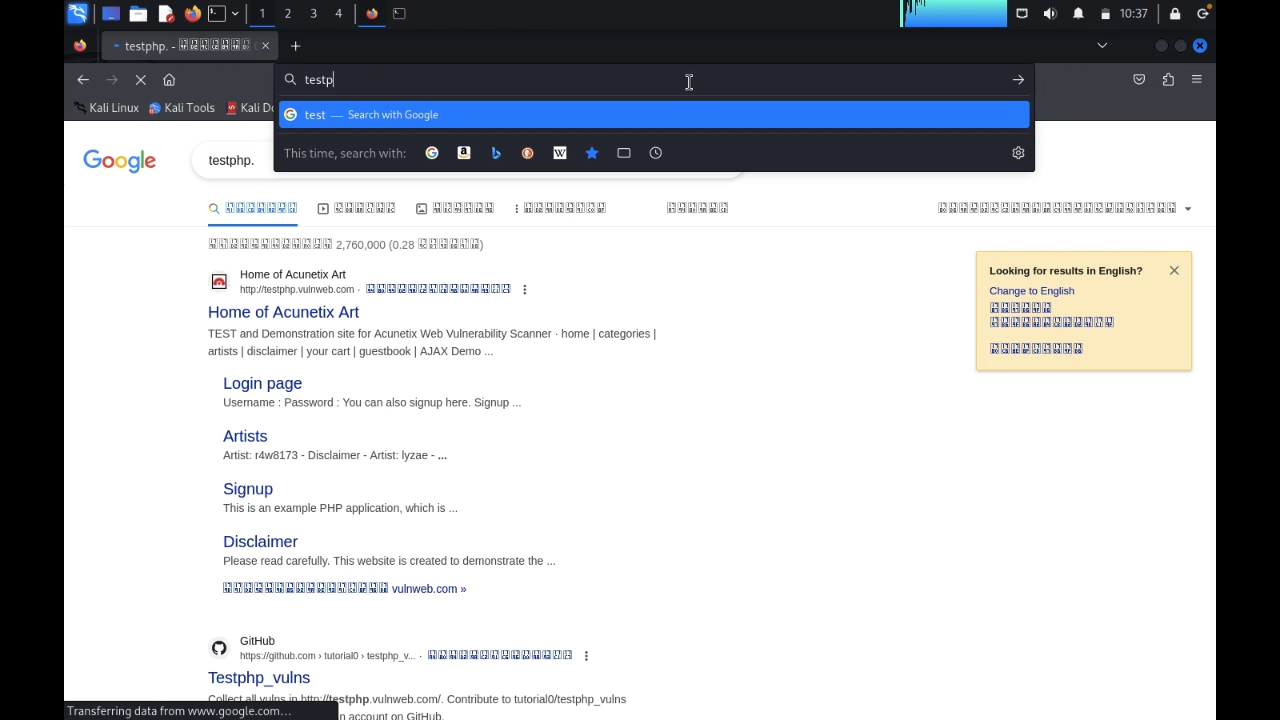 1 2 3 4
10:37
testphp. -
testp
Kali Linux Kali Tools Kali Do
test — Search with Google
This time, search with:
Google
testphp.
2,760,000 (0.28 )
Home of Acunetix Art
http://testphp.vulnweb.com ·
Home of Acunetix Art
TEST and Demonstration site for Acunetix Web Vulnerability Scanner · home | categories |
artists | disclaimer | your cart | guestbook | AJAX Demo ...
Login page
Username : Password : You can also signup here. Signup ...
Artists
Artist: r4w8173 - Disclaimer - Artist: lyzae - ...
Signup
This is an example PHP application, which is ...
Disclaimer
Please read carefully. This website is created to demonstrate the ...
vulnweb.com »
Looking for results in English?
Change to English
GitHub
https://github.com › tutorial0 › testphp_v... ·
Testphp_vulns
Collect all vulns in http://testphp.vulnweb.com/. Contribute to tutorial0/testphp_vulns
n account on GitHub.
Transferring data from www.google.com…